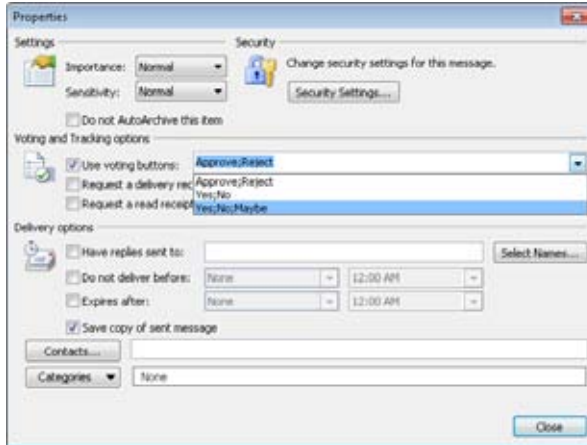 Properties
Settings
Security
Importance: Normal
Change security settings for this message.
Sensitivity: Normal
Security Settings...
Do not AutoArchive this item
Voting and Tracking options
Use voting buttons: Approve;Reject
Request a delivery rec
Approve;Reject
Yes;No
Request a read receipt
Yes;No;Maybe
Delivery options
Have replies sent to:
Select Names...
Do not deliver before: None 12:00 AM
Expires after: None 12:00 AM
Save copy of sent message
Contacts...
Categories None
Close